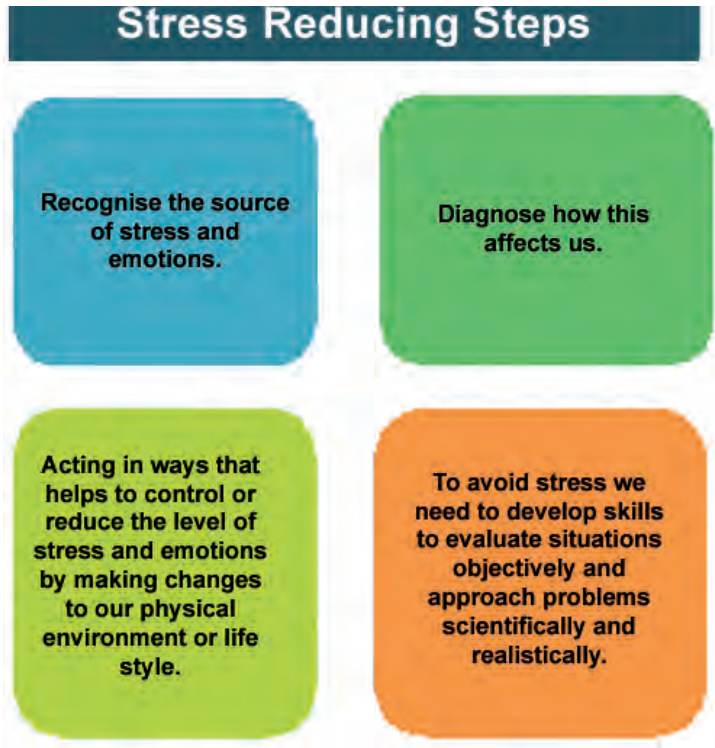 Stress Reducing Steps
Recognise the source
of stress and
emotions.
Diagnose how this
affects us.
Acting in ways that
helps to control or
reduce the level of
stress and emotions
by making changes
to our physical
environment or life
style.
To avoid stress we
need to develop skills
to evaluate situations
objectively and
approach problems
scientifically and
realistically.